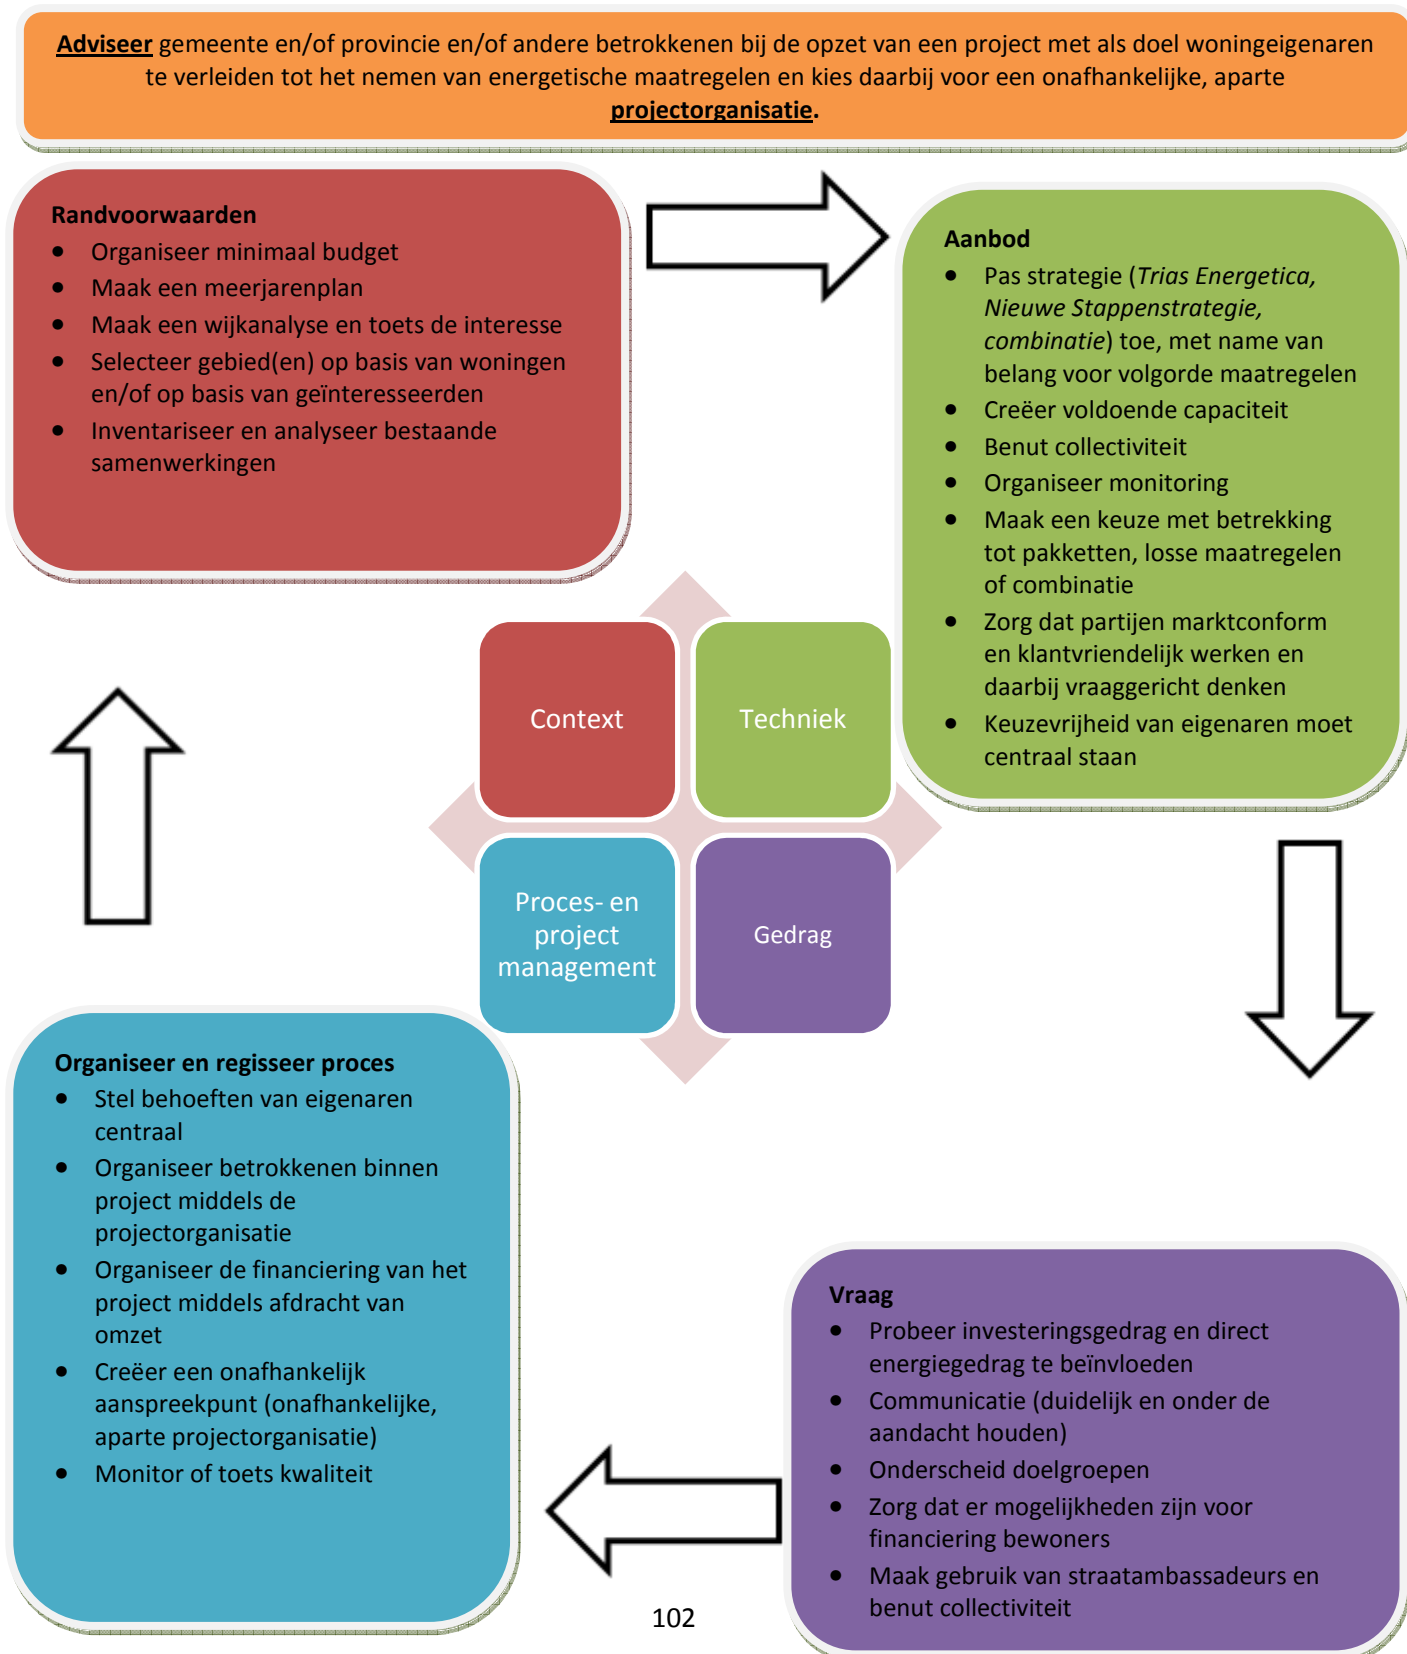 Adviseer gemeente en/of provincie en/of andere betrokkenen bij de opzet van een project met als doel woningeigenaren
te verleiden tot het nemen van energetische maatregelen en kies daarbij voor een onafhankelijke, aparte
projectorganisatie.
Randvoorwaarden
• Organiseer minimaal budget
• Maak een meerjarenplan
• Maak een wijkanalyse en toets de interesse
• Selecteer gebied(en) op basis van woningen
en/of op basis van geïnteresseerden
• Inventariseer en analyseer bestaande
samenwerkingen
Aanbod
• Pas strategie (Trias Energetica,
Nieuwe Stappenstrategie,
combinatie) toe, met name van
belang voor volgorde maatregelen
• Creëer voldoende capaciteit
• Benut collectiviteit
• Organiseer monitoring
• Maak een keuze met betrekking
tot pakketten, losse maatregelen
of combinatie
• Zorg dat partijen marktconform
en klantvriendelijk werken en
daarbij vraaggericht denken
• Keuzevrijheid van eigenaren moet
centraal staan
Context
Techniek
Proces- en
project
management
Gedrag
Organiseer en regisseer proces
• Stel behoeften van eigenaren
centraal
• Organiseer betrokkenen binnen
project middels de
projectorganisatie
• Organiseer de financiering van het
project middels afdracht van
omzet
• Creëer een onafhankelijk
aanspreekpunt (onafhankelijke,
aparte projectorganisatie)
• Monitor of toets kwaliteit
Vraag
• Probeer investeringsgedrag en direct
energiegedrag te beïnvloeden
• Communicatie (duidelijk en onder de
aandacht houden)
• Onderscheid doelgroepen
• Zorg dat er mogelijkheden zijn voor
financiering bewoners
• Maak gebruik van straatambassadeurs en
benut collectiviteit
102